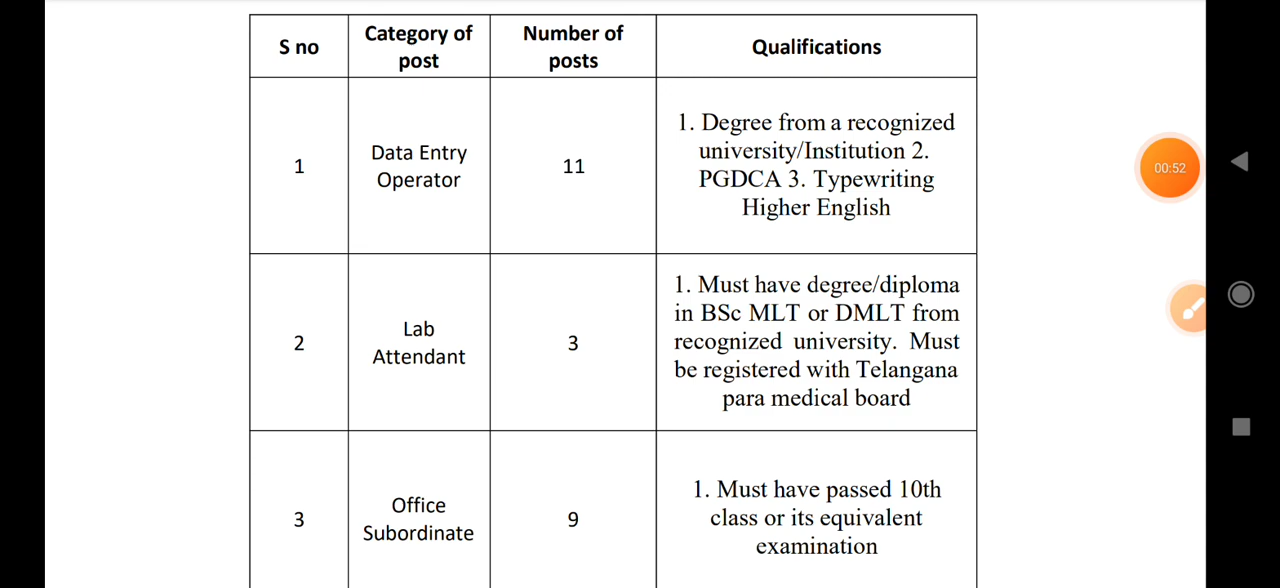 S no
Category of
post
Number of
posts
Qualifications
1
Data Entry
Operator
11
1. Degree from a recognized
university/Institution 2.
PGDCA 3. Typewriting
Higher English
2
Lab
Attendant
3
1. Must have degree/diploma
in BSc MLT or DMLT from
recognized university. Must
be registered with Telangana
para medical board
3
Office
Subordinate
9
1. Must have passed 10th
class or its equivalent
examination
00:52